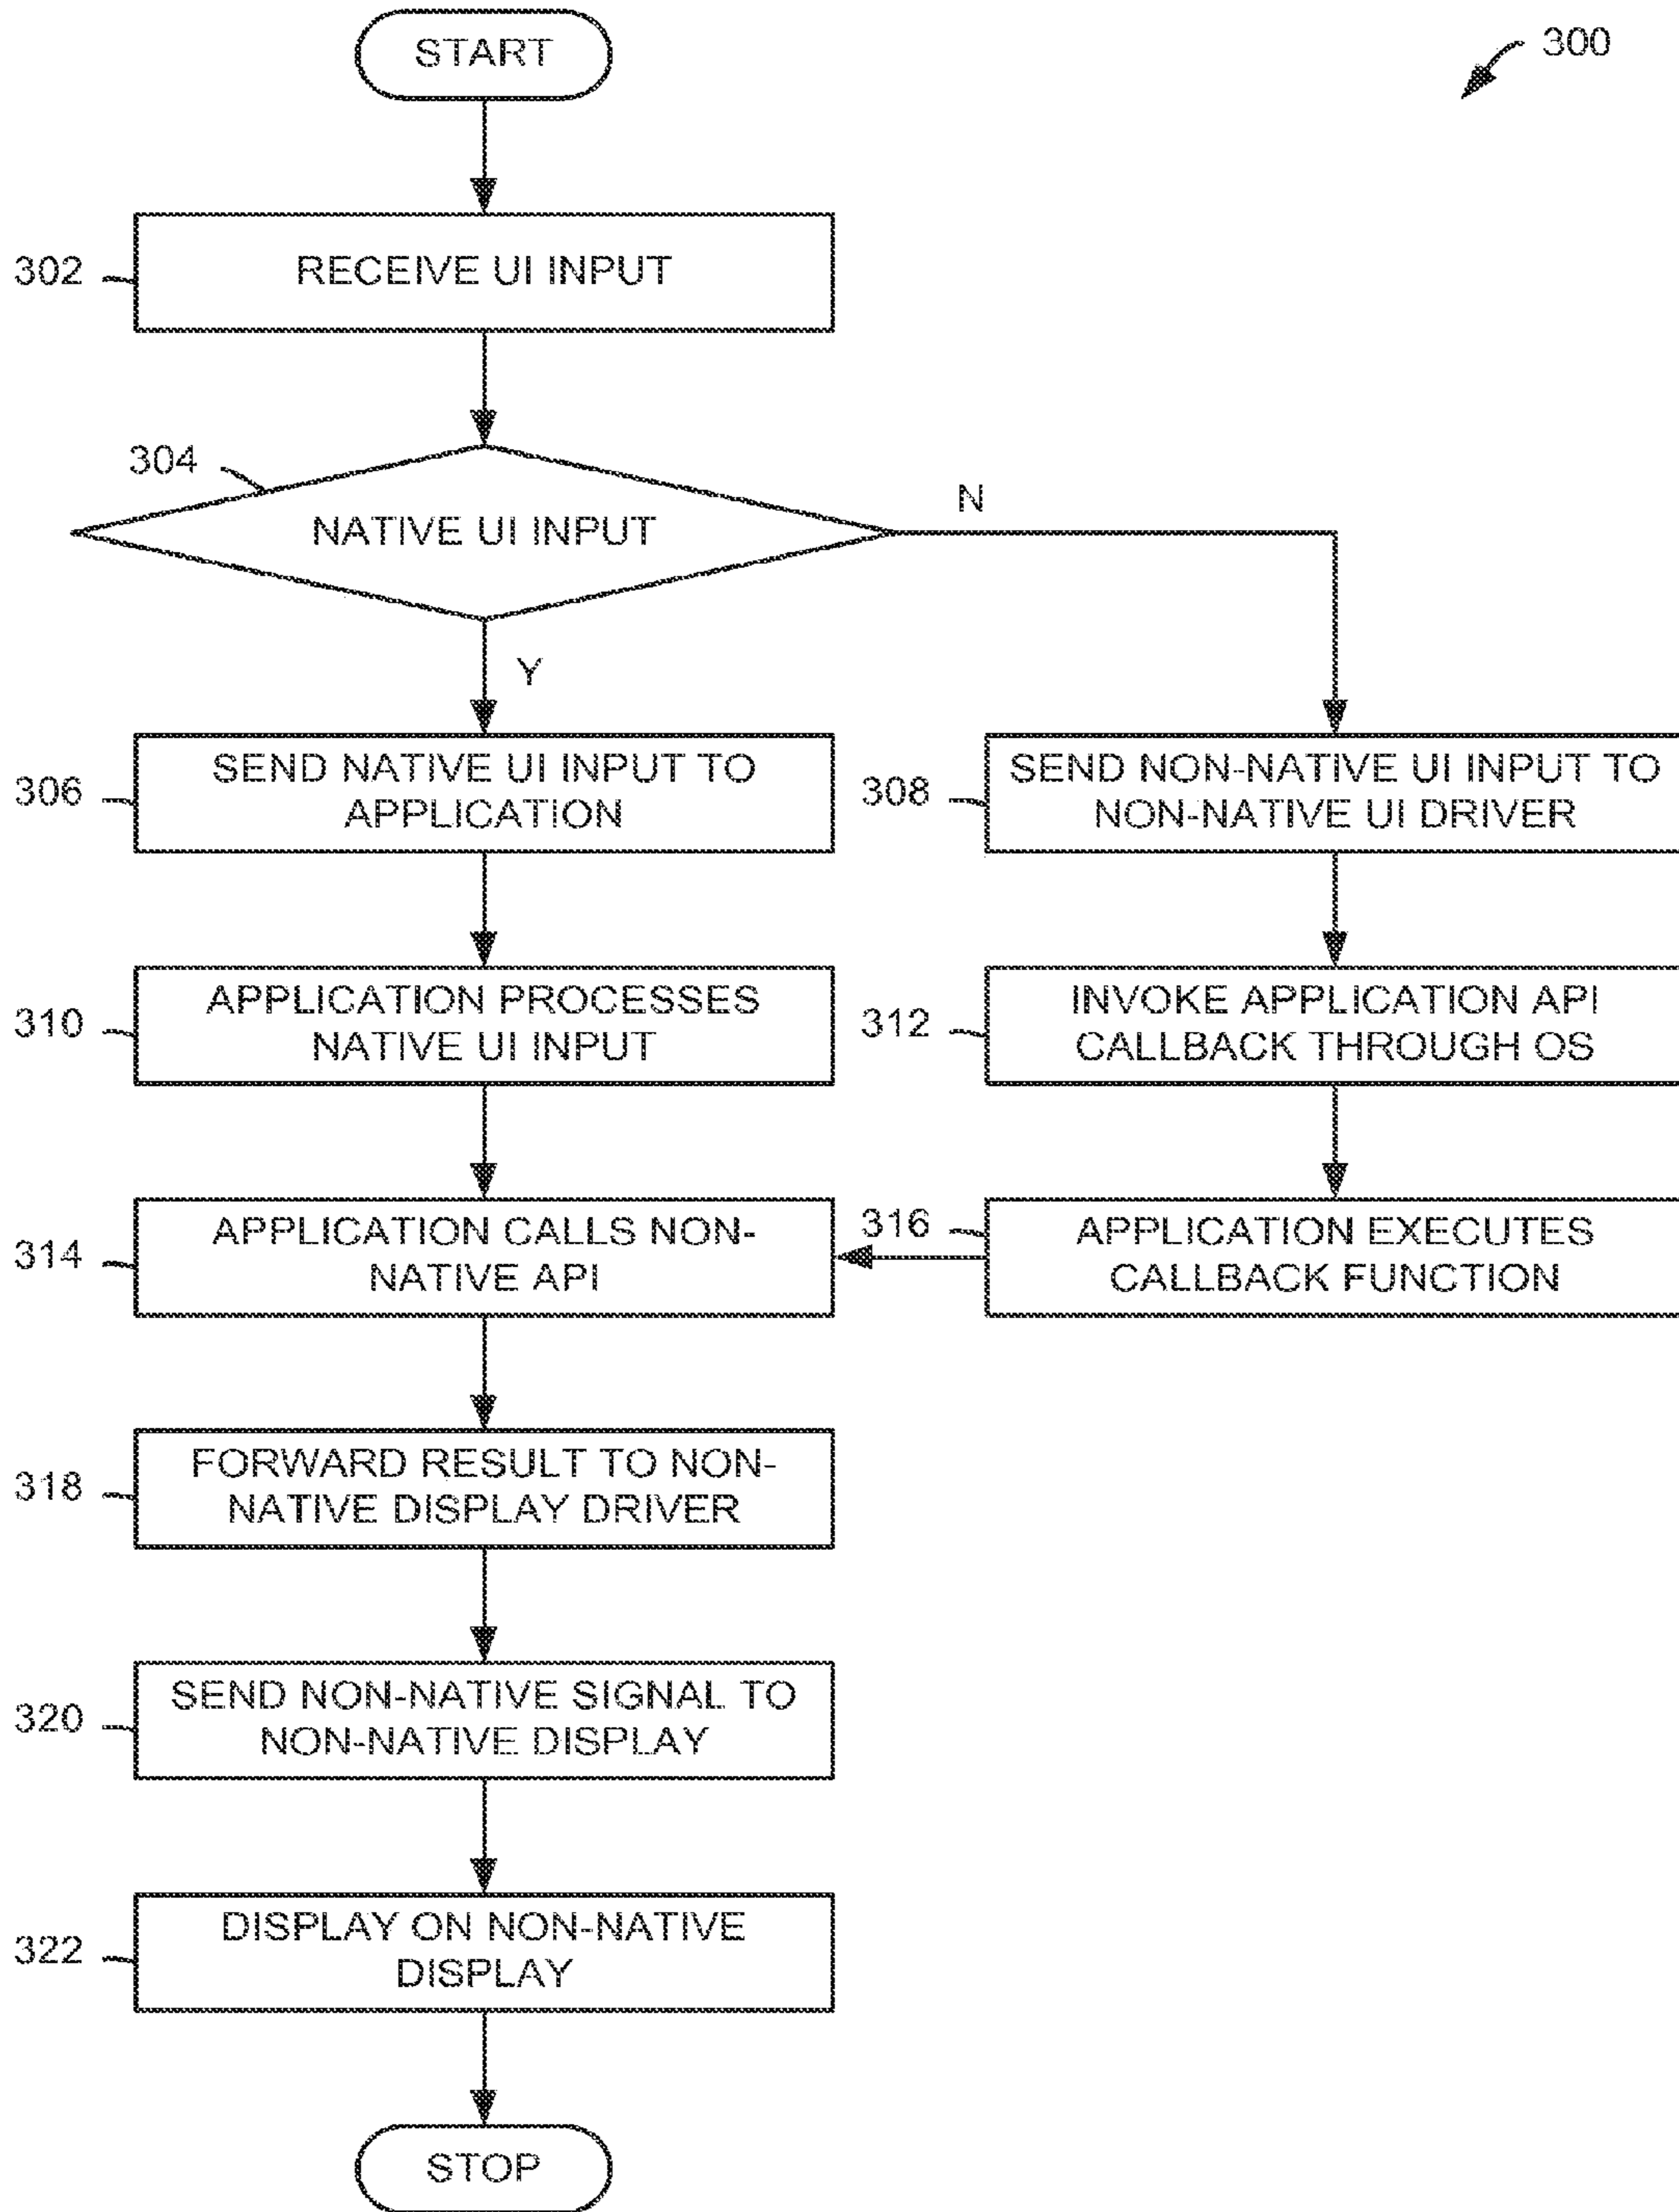 START
300
302
RECEIVE UI INPUT
304
NATIVE UI INPUT
N
Y
306
SEND NATIVE UI INPUT TO
APPLICATION
308
SEND NON-NATIVE UI INPUT TO
NON-NATIVE UI DRIVER
310
APPLICATION PROCESSES
NATIVE UI INPUT
312
INVOKE APPLICATION API
CALLBACK THROUGH OS
314
APPLICATION CALLS NON-
NATIVE API
316
APPLICATION EXECUTES
CALLBACK FUNCTION
318
FORWARD RESULT TO NON-
NATIVE DISPLAY DRIVER
320
SEND NON-NATIVE SIGNAL TO
NON-NATIVE DISPLAY
322
DISPLAY ON NON-NATIVE
DISPLAY
STOP